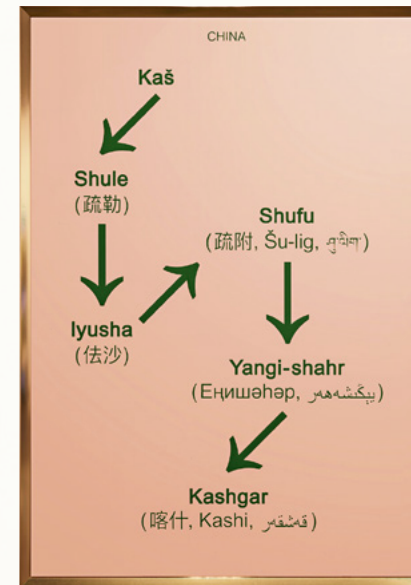 CHINA
Kaš
Shule
(疏勒)
Iyusha
(佉沙)
Shufu
(疏附, Šu-lig, ཤུ་ལིག་)
Yangi-shahr
(Еңишәһәр, يېڭىشەھەر)
Kashgar
(喀什, Kashi, قەشقەر)